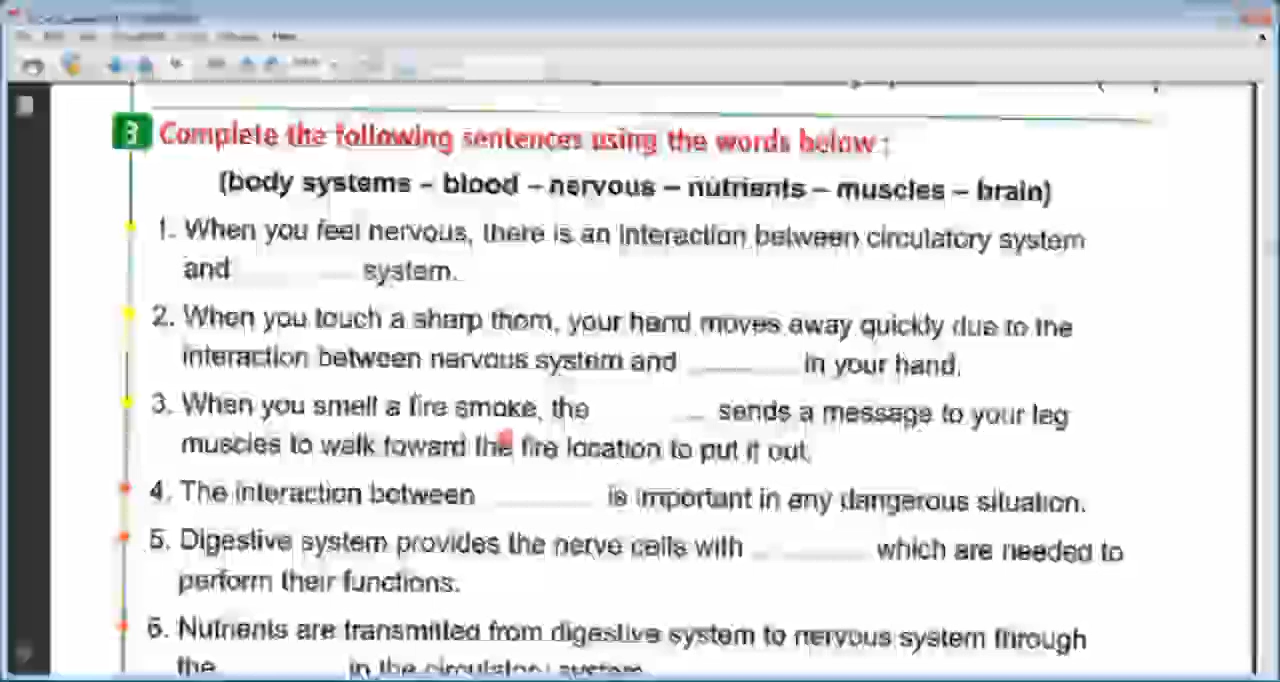 3 Complete the following sentences using the words below :
(body systems – blood – nervous – nutrients – muscles – brain)
1. When you feel nervous, there is an interaction between circulatory system
and system.
2. When you touch a sharp thorn, your hand moves away quickly due to the
interaction between nervous system and in your hand.
3. When you smell a fire smoke, the sends a message to your leg
muscles to walk toward the fire location to put it out.
4. The interaction between is important in any dangerous situation.
5. Digestive system provides the nerve cells with which are needed to
perform their functions.
6. Nutrients are transmitted from digestive system to nervous system through
the in the circulatory system